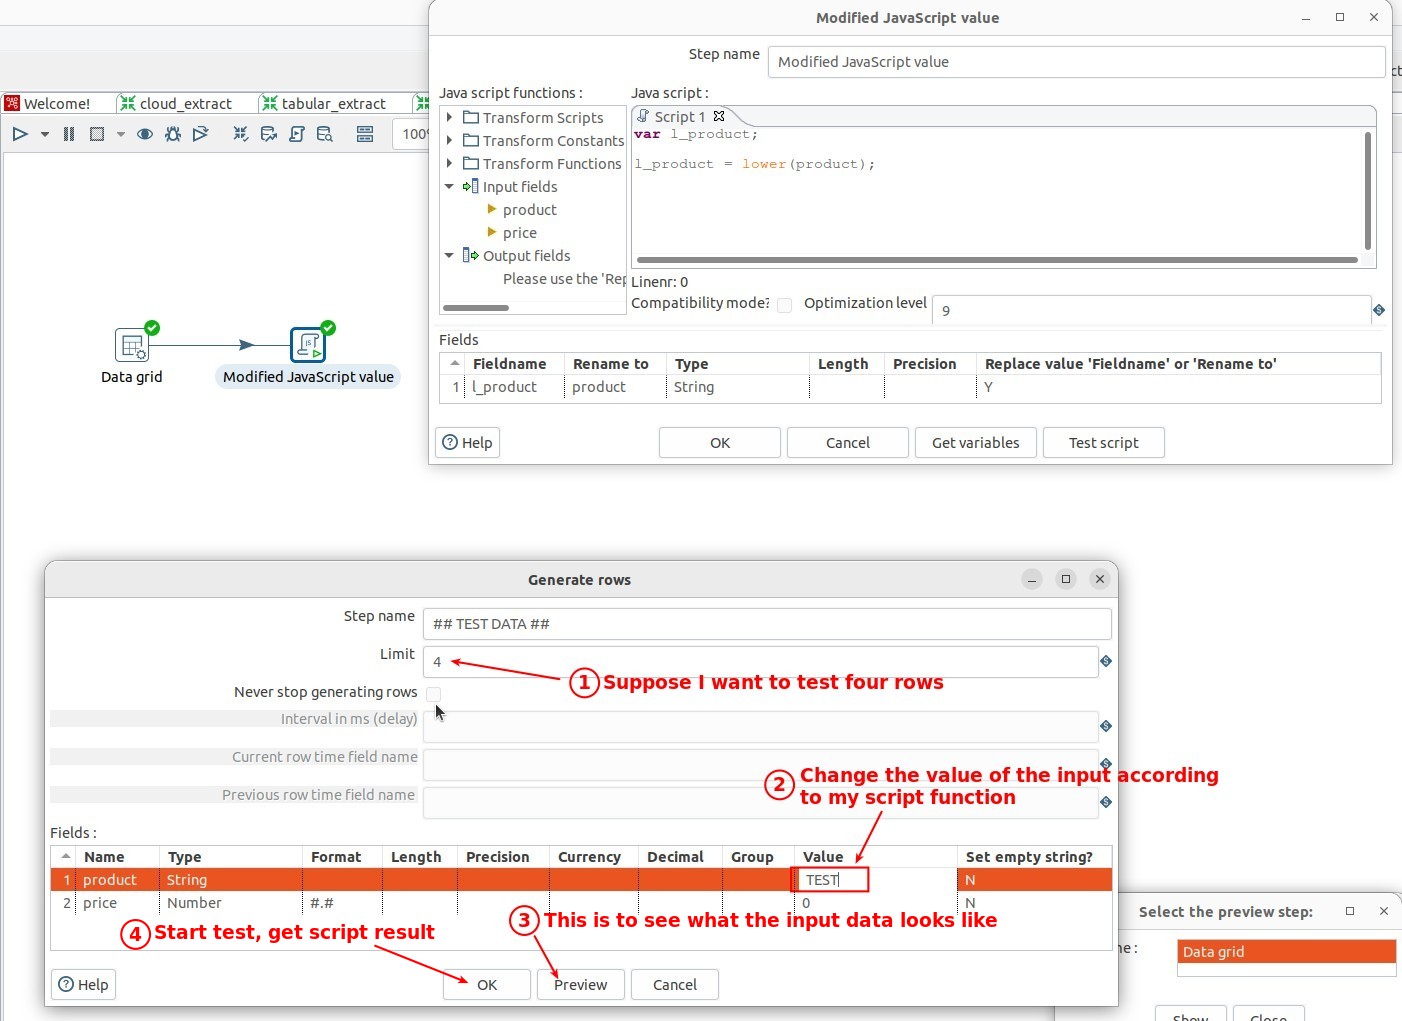 Modified JavaScript value
Step name
Modified JavaScript value
Java script functions :
Java script :
Welcome!
cloud_extract
tabular_extract
Transform Scripts
Transform Constants
Transform Functions
Input fields
product
price
Output fields
Please use the 'Rep
Script 1
var l_product;
l_product = lower(product);
100%
Linenr: 0
Compatibility mode?
Optimization level
9
Fields
Fieldname Rename to Type Length Precision Replace value 'Fieldname' or 'Rename to'
1 l_product product String Y
Help
OK
Cancel
Get variables
Test script
Data grid
Modified JavaScript value
Generate rows
Step name
## TEST DATA ##
Limit
4
1 Suppose I want to test four rows
Never stop generating rows
Interval in ms (delay)
Current row time field name
Previous row time field name
2 Change the value of the input according
to my script function
Fields :
Name Type Format Length Precision Currency Decimal Group Value Set empty string?
1 product String TEST N
2 price Number #.# 0 N
3 This is to see what the input data looks like
4 Start test, get script result
Help
OK
Preview
Cancel
Select the preview step:
ne :
Data grid
Show
Close